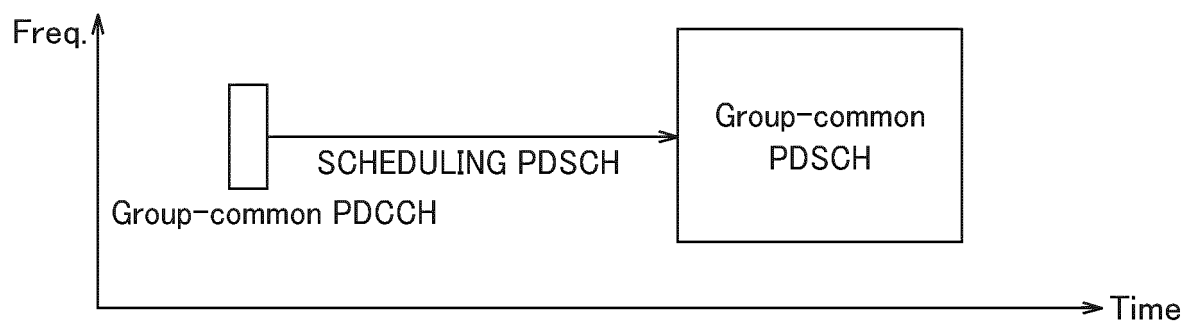 Freq.
Group-common
PDSCH
SCHEDULING PDSCH
Group-common PDCCH
Time